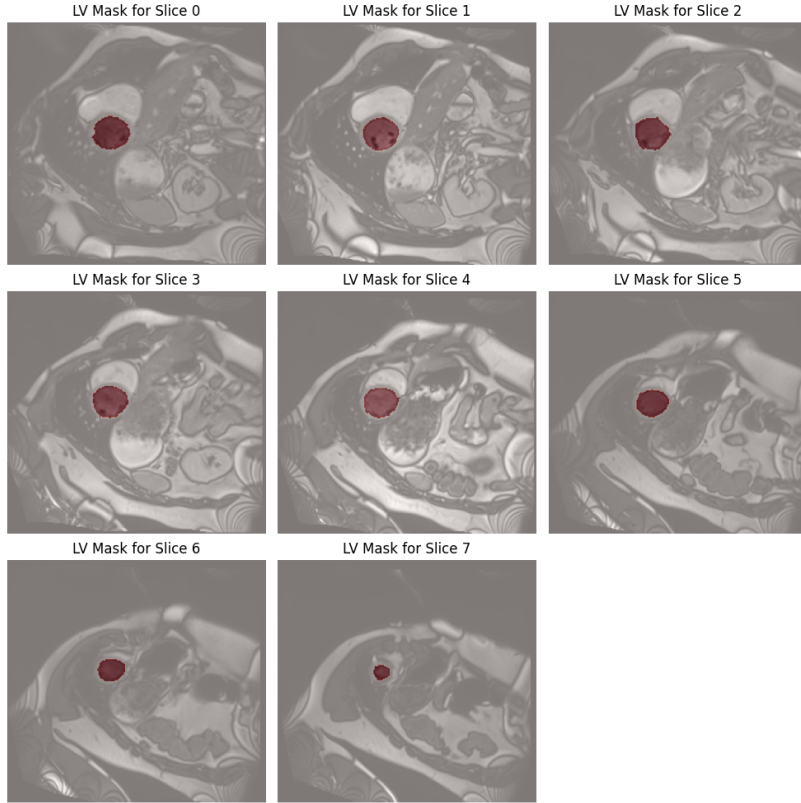 LV Mask for Slice 0
LV Mask for Slice 1
LV Mask for Slice 2
LV Mask for Slice 3
LV Mask for Slice 4
LV Mask for Slice 5
LV Mask for Slice 6
LV Mask for Slice 7